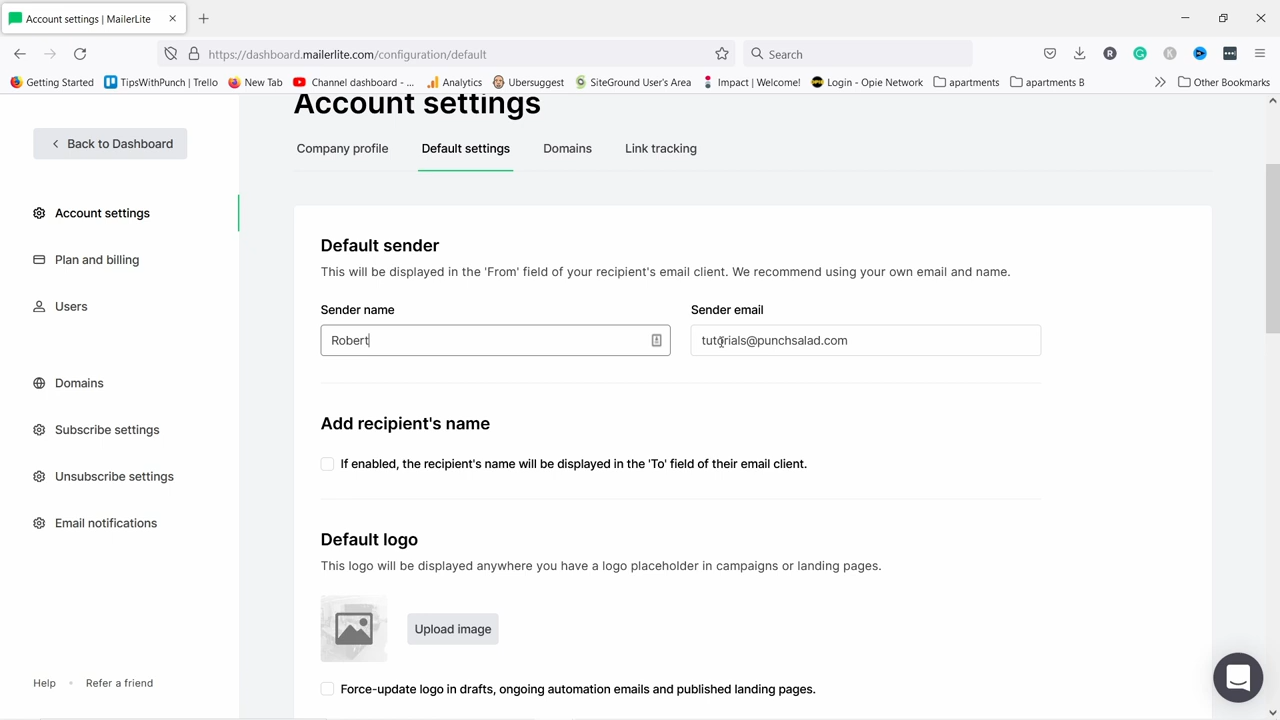 Account settings | MailerLite
https://dashboard.mailerlite.com/configuration/default
Search
R
K
Getting Started
TipsWithPunch | Trello
New Tab
Channel dashboard - ...
Analytics
Ubersuggest
SiteGround User's Area
Impact | Welcome!
Login - Opie Network
apartments
apartments B
Other Bookmarks
Back to Dashboard
Account settings
Plan and billing
Users
Domains
Subscribe settings
Unsubscribe settings
Email notifications
Help • Refer a friend
Account settings
Company profile
Default settings
Domains
Link tracking
Default sender
This will be displayed in the 'From' field of your recipient's email client. We recommend using your own email and name.
Sender name
Sender email
Robert
tutorials@punchsalad.com
Add recipient's name
If enabled, the recipient's name will be displayed in the 'To' field of their email client.
Default logo
This logo will be displayed anywhere you have a logo placeholder in campaigns or landing pages.
Upload image
Force-update logo in drafts, ongoing automation emails and published landing pages.